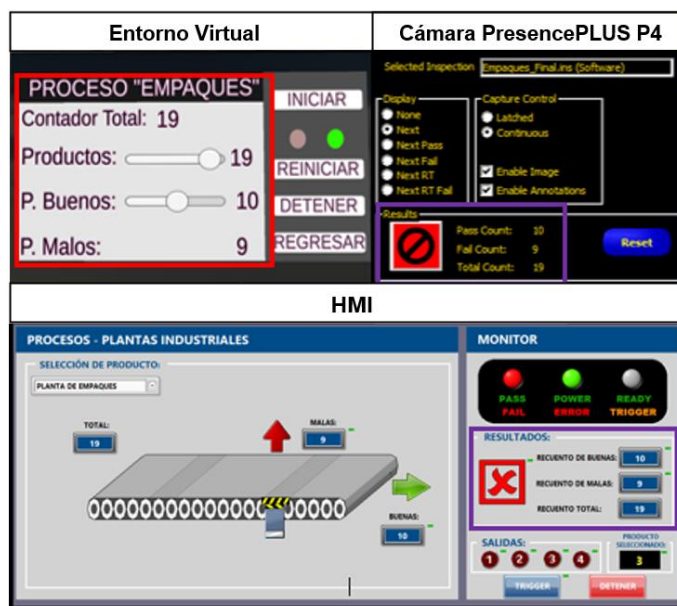 Entorno Virtual
PROCESO "EMPAQUES"
Contador Total: 19
Productos: 19
P. Buenos: 10
P. Malos: 9
INICIAR
REINICIAR
DETENER
REGRESAR
Cámara PresencePLUS P4
Selected Inspection Empaques_Final.ins (Software)
Display
None
Next
Next Pass
Next Fail
Next RT
Next RT Fail
Capture Control
Latched
Continuous
Enable Image
Enable Annotations
Results
Pass Count: 10
Fail Count: 9
Total Count: 19
Reset
HMI
PROCESOS - PLANTAS INDUSTRIALES
SELECCIÓN DE PRODUCTO:
PLANTA DE EMPAQUES
TOTAL:
19
MALAS:
9
BUENAS:
10
MONITOR
PASS POWER READY
FAIL ERROR TRIGGER
RESULTADOS:
RECUENTO DE BUENAS: 10
RECUENTO DE MALAS: 9
RECUENTO TOTAL: 19
SALIDAS:
1 2 3 4
PRODUCTO
SELECCIONADO:
3
TRIGGER
DETENER